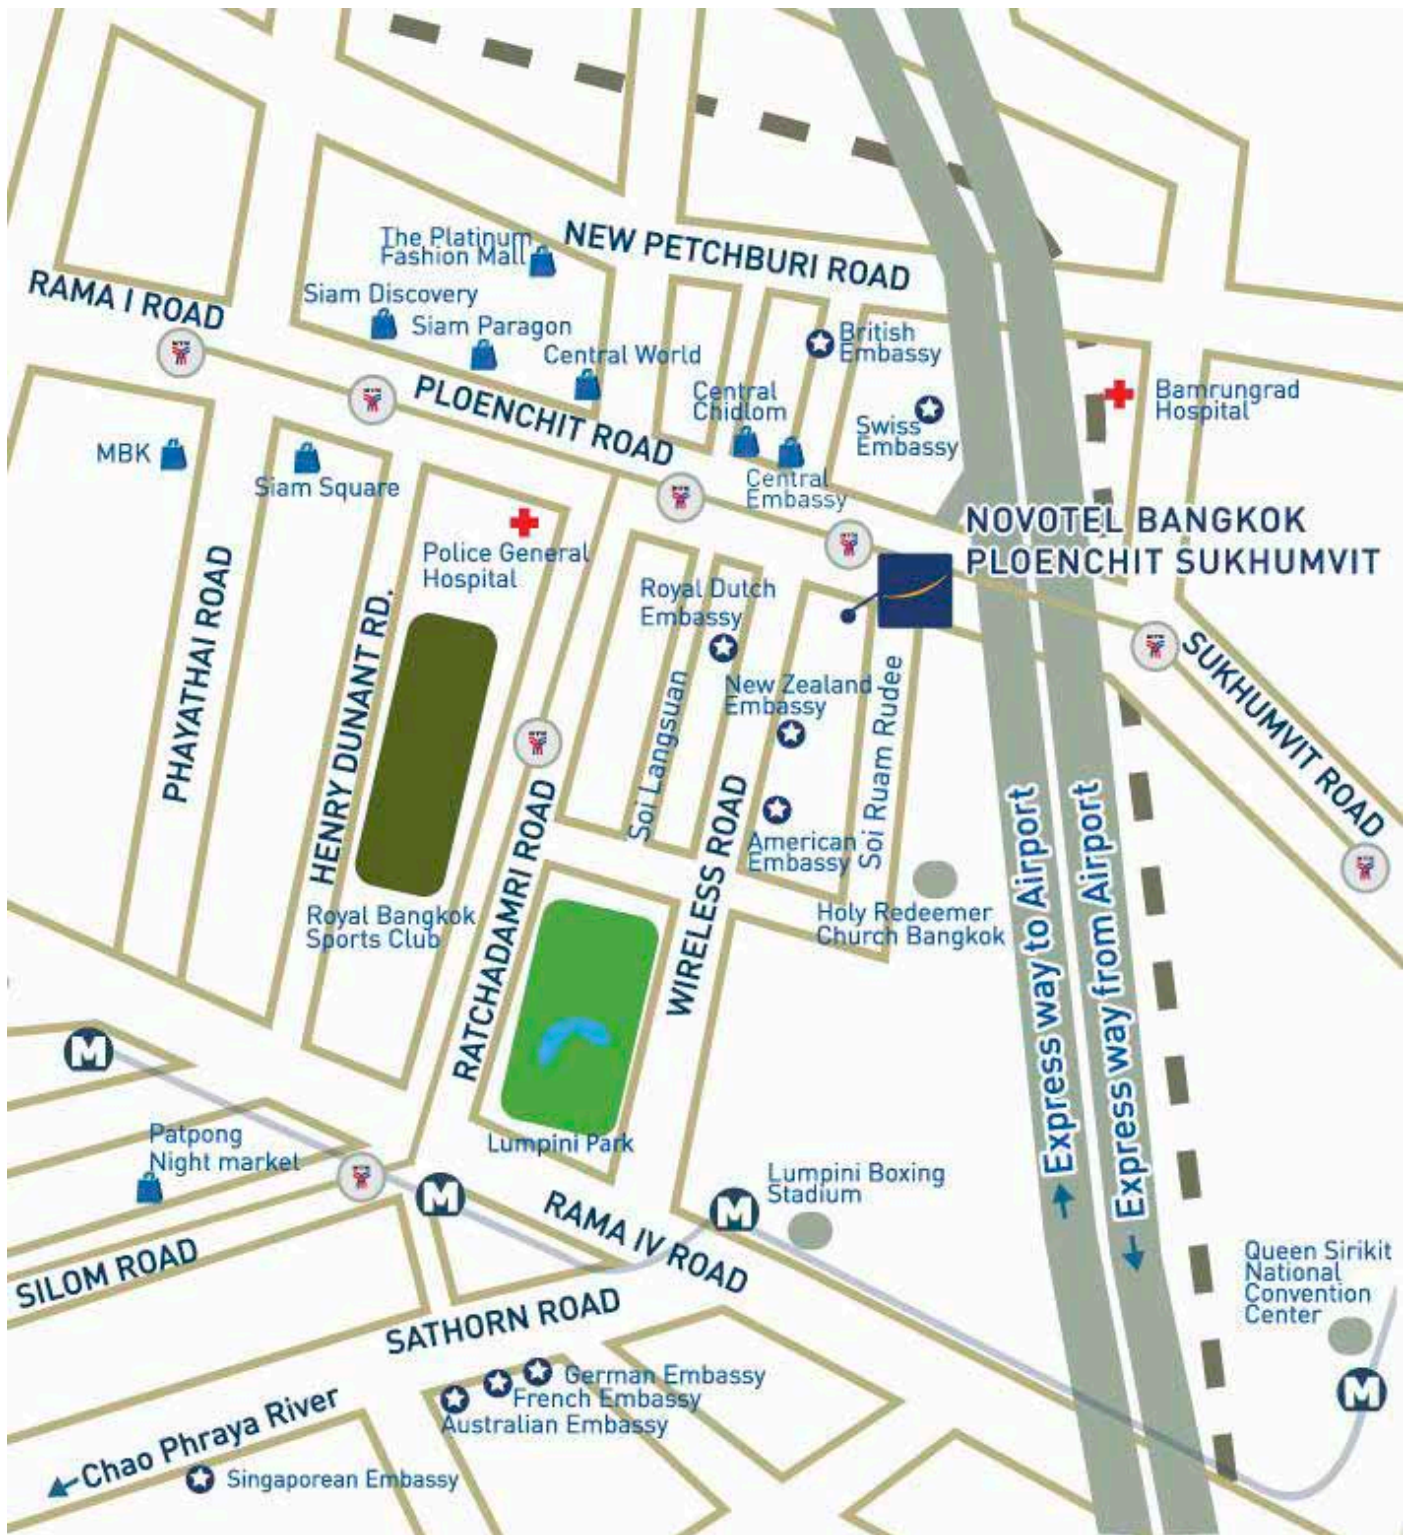 The Platinum
Fashion Mall
NEW PETCHBURI ROAD
RAMA I ROAD
Siam Discovery
Siam Paragon
Central World
British
Embassy
PLOENCHIT ROAD
Central
Chidlom
Swiss
Embassy
Bamrungrad
Hospital
MBK
Siam Square
Central
Embassy
NOVOTEL BANGKOK
PLOENCHIT SUKHUMVIT
Police General
Hospital
Royal Dutch
Embassy
PHAYATHAI ROAD
HENRY DUNANT RD.
Soi Langsuan
New Zealand
Embassy
Soi Ruam Rudee
SUKHUMVIT ROAD
RATCHADAMRI ROAD
WIRELESS ROAD
American
Embassy
Express way to Airport
Express way from Airport
Royal Bangkok
Sports Club
Holy Redeemer
Church Bangkok
M
Patpong
Night market
Lumpini Park
M
M
Lumpini Boxing
Stadium
RAMA IV ROAD
SILOM ROAD
Queen Sirikit
National
Convention
Center
SATHORN ROAD
M
German Embassy
French Embassy
Australian Embassy
Chao Phraya River
Singaporean Embassy